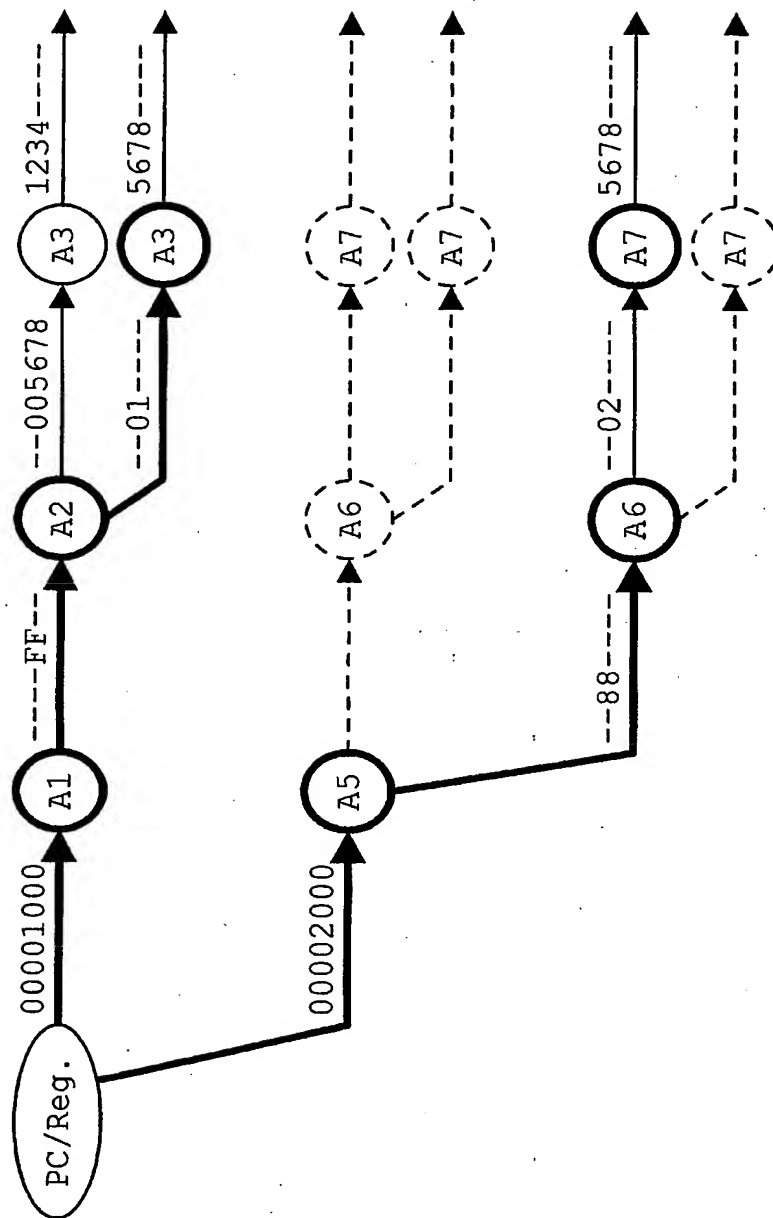 PC/Reg.
00001000
A1
-----FF---
A2
---005678
A3
1234-----
---01-----
A3
5678-----
00002000
A5
A6
A7
A7
---88-----
A6
---02-----
A7
5678-----
A7